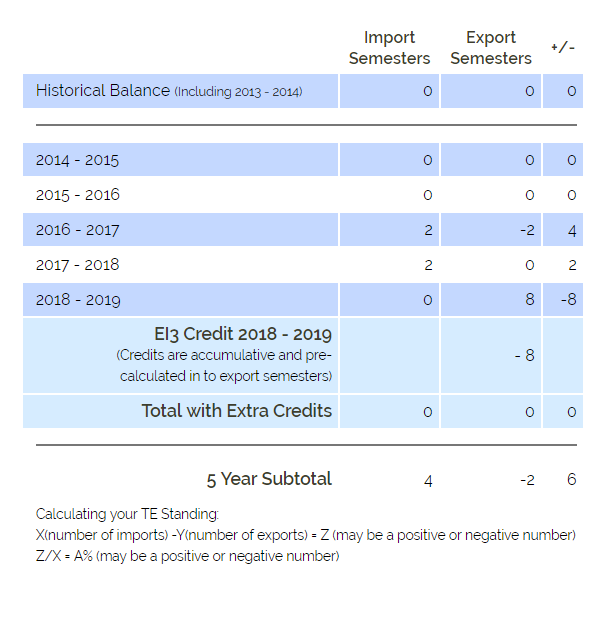 Import Semesters Export Semesters +/-
Historical Balance (Including 2013 - 2014) 0 0 0
2014 - 2015 0 0 0
2015 - 2016 0 0 0
2016 - 2017 2 -2 4
2017 - 2018 2 0 2
2018 - 2019 0 8 -8
EI3 Credit 2018 - 2019
(Credits are accumulative and pre-
calculated in to export semesters) - 8
Total with Extra Credits 0 0 0
5 Year Subtotal 4 -2 6
Calculating your TE Standing:
X(number of imports) -Y(number of exports) = Z (may be a positive or negative number)
Z/X = A% (may be a positive or negative number)